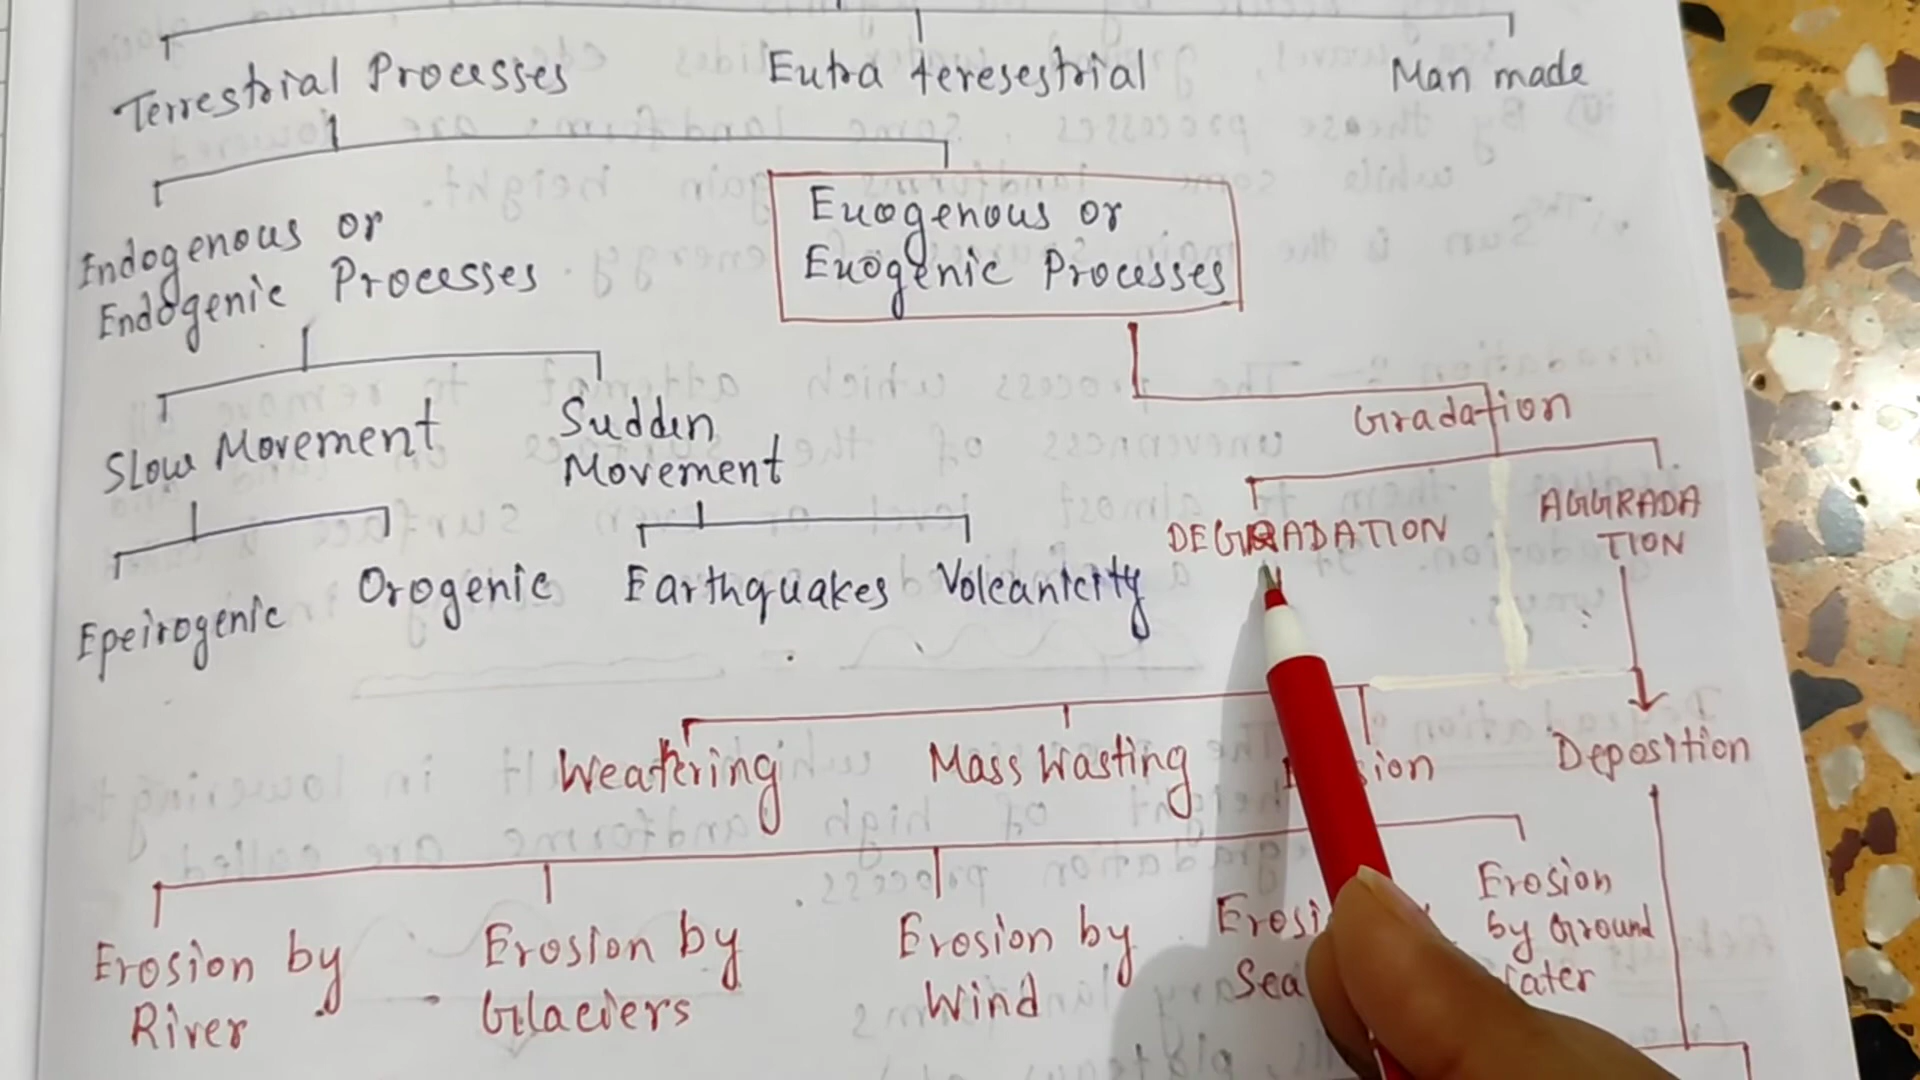 Terrestrial Processes
Extra teresestrial
Man made
Endogenous or
Endogenic Processes
Exogenous or
Exogenic Processes
Gradation
Slow Movement
Sudden
Movement
DEGRADATION
AGGRADA
TION
Epeirogenic
Orogenic
Earthquakes
Volcanicity
Weathering
Mass Wasting
Deposition
Erosion by
River
Erosion by
Glaciers
Erosion by
Wind
Sea
Erosion
by Ground